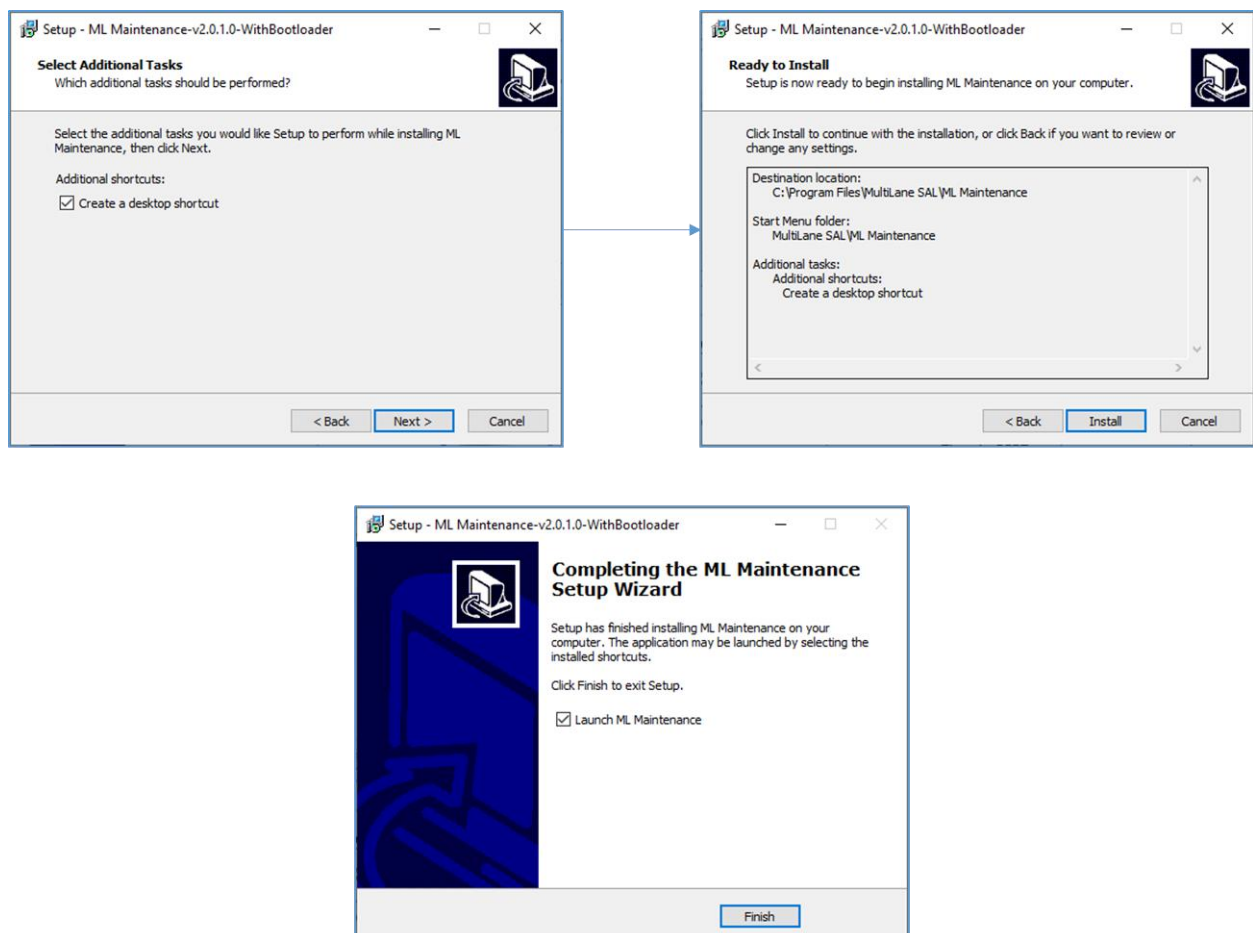 Setup - ML Maintenance-v2.0.1.0-WithBootloader
Select Additional Tasks
Which additional tasks should be performed?
Select the additional tasks you would like Setup to perform while installing ML
Maintenance, then click Next.
Additional shortcuts:
Create a desktop shortcut
< Back
Next >
Cancel
Setup - ML Maintenance-v2.0.1.0-WithBootloader
Ready to Install
Setup is now ready to begin installing ML Maintenance on your computer.
Click Install to continue with the installation, or click Back if you want to review or
change any settings.
Destination location:
C:\Program Files\MultiLane SAL\ML Maintenance
Start Menu folder:
MultiLane SAL\ML Maintenance
Additional tasks:
Additional shortcuts:
Create a desktop shortcut
< Back
Install
Cancel
Setup - ML Maintenance-v2.0.1.0-WithBootloader
Completing the ML Maintenance
Setup Wizard
Setup has finished installing ML Maintenance on your
computer. The application may be launched by selecting the
installed shortcuts.
Click Finish to exit Setup.
Launch ML Maintenance
Finish